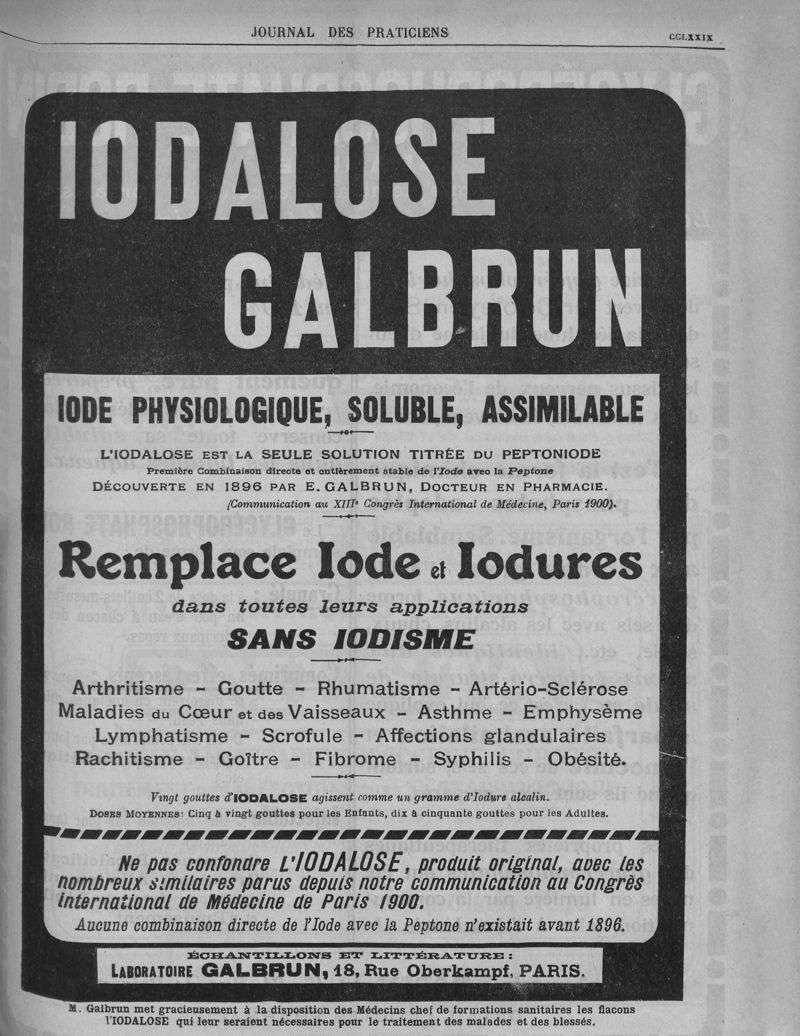 JOURNAL DES PRATICIENS
CCLXXIX
IODALOSE
GALBRUN
IODE PHYSIOLOGIQUE, SOLUBLE, ASSIMILABLE
L'IODALOSE EST LA SEULE SOLUTION TITRÉE DU PEPTONIODE
Première Combinaison directe et entièrement stable de l'Iode avec la Peptone
DÉCOUVERTE EN 1896 PAR E. GALBRUN, DOCTEUR EN PHARMACIE.
(Communication au XIIIe Congrès International de Médecine, Paris 1900).
Remplace Iode et Iodures
dans toutes leurs applications
SANS IODISME
Arthritisme - Goutte - Rhumatisme - Artério-Sclérose
Maladies du Cœur et des Vaisseaux - Asthme - Emphysème
Lymphatisme - Scrofule - Affections glandulaires
Rachitisme - Goître - Fibrome - Syphilis - Obésité.
Vingt gouttes d'IODALOSE agissent comme un gramme d'Iodure alcalin.
DOSES MOYENNES: Cinq à vingt gouttes pour les Enfants, dix à cinquante gouttes pour les Adultes.
Ne pas confondre L'IODALOSE, produit original, avec les
nombreux similaires parus depuis notre communication au Congrès
international de Médecine de Paris 1900.
Aucune combinaison directe de l'Iode avec la Peptone n'existait avant 1896.
ÉCHANTILLONS ET LITTÉRATURE:
LABORATOIRE GALBRUN, 18, Rue Oberkampf, PARIS.
M. Galbrun met gracieusement à la disposition des Médecins chef de formations sanitaires les flacons
l'IODALOSE qui leur seraient nécessaires pour le traitement des malades et des blessés.